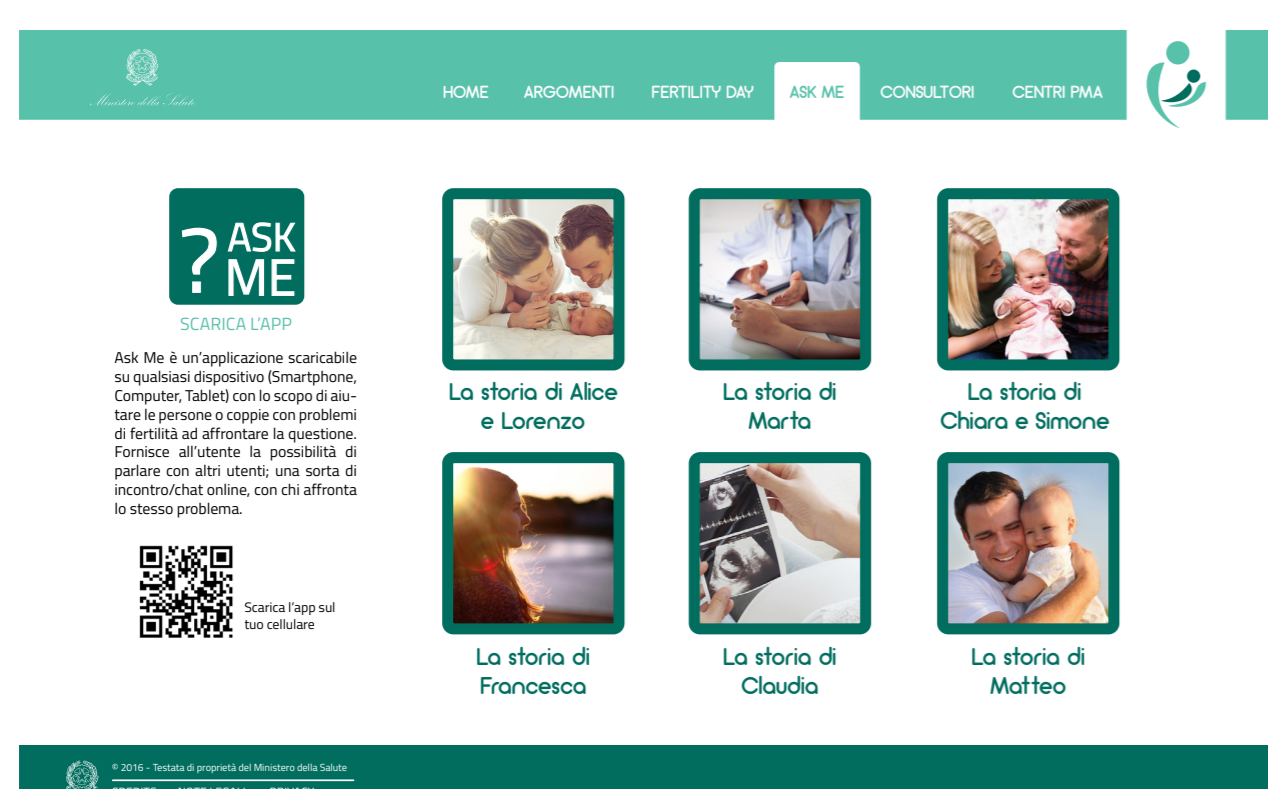 Ministero della Salute
HOME ARGOMENTI FERTILITY DAY ASK ME CONSULTORI CENTRI PMA
? ASK
ME
SCARICA L'APP
Ask Me è un'applicazione scaricabile
su qualsiasi dispositivo (Smartphone,
Computer, Tablet) con lo scopo di aiu-
tare le persone o coppie con problemi
di fertilità ad affrontare la questione.
Fornisce all'utente la possibilità di
parlare con altri utenti; una sorta di
incontro/chat online, con chi affronta
lo stesso problema.
Scarica l'app sul
tuo cellulare
La storia di Alice
e Lorenzo
La storia di
Marta
La storia di
Chiara e Simone
La storia di
Francesca
La storia di
Claudia
La storia di
Matteo
© 2016 - Testata di proprietà del Ministero della Salute
CREDITS NOTE LEGALI PRIVACY